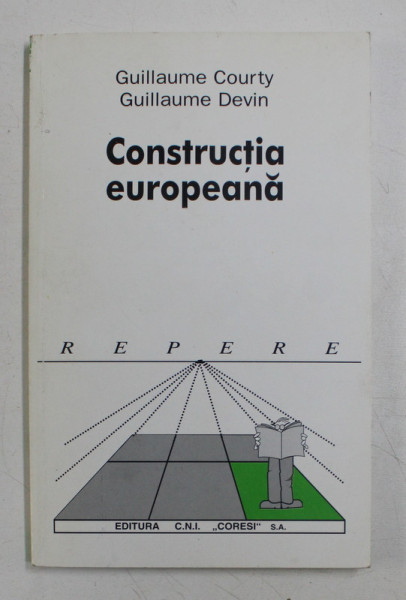 Guillaume Courty
Guillaume Devin
Construcția
europeană
R E P E R E
EDITURA C.N.I. „CORESI" S.A.